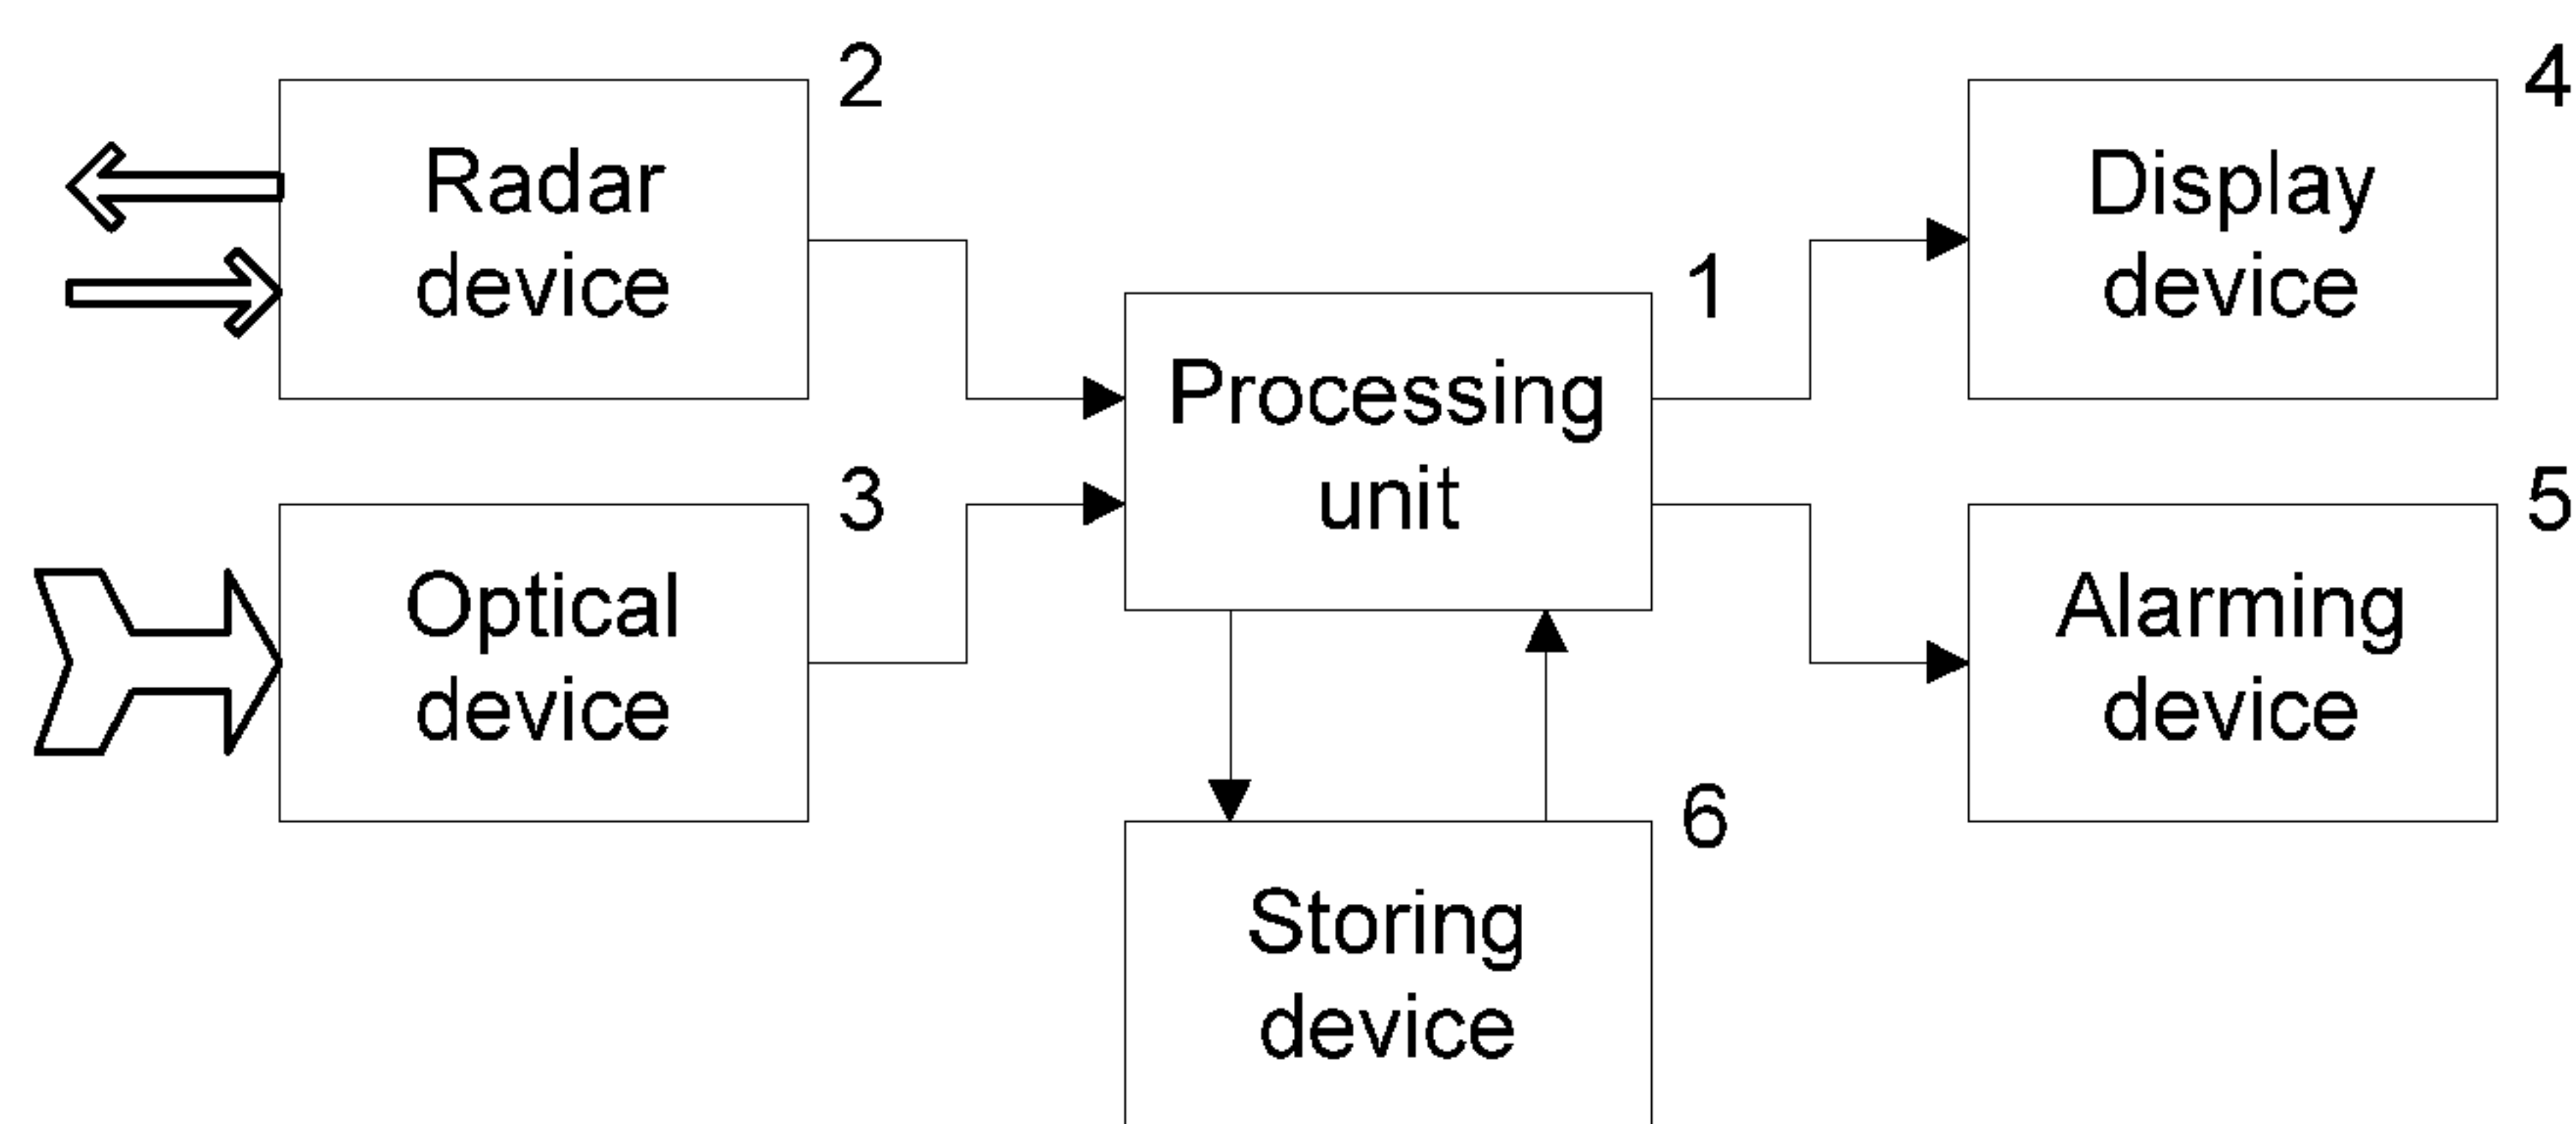 2
Radar
device
4
Display
device
1
Processing
unit
3
Optical
device
5
Alarming
device
6
Storing
device